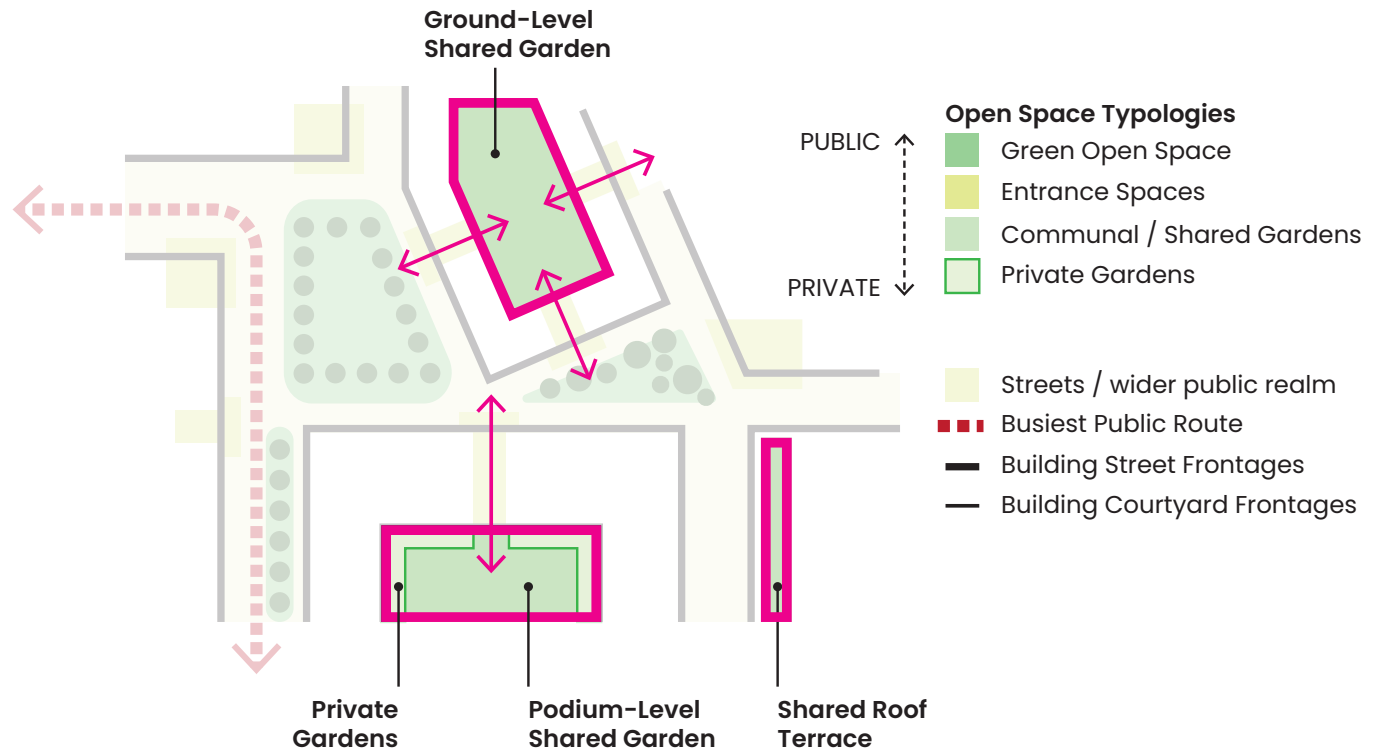 Ground-Level
Shared Garden
PUBLIC
PRIVATE
Open Space Typologies
Green Open Space
Entrance Spaces
Communal / Shared Gardens
Private Gardens
Streets / wider public realm
Busiest Public Route
Building Street Frontages
Building Courtyard Frontages
Private
Gardens
Podium-Level
Shared Garden
Shared Roof
Terrace